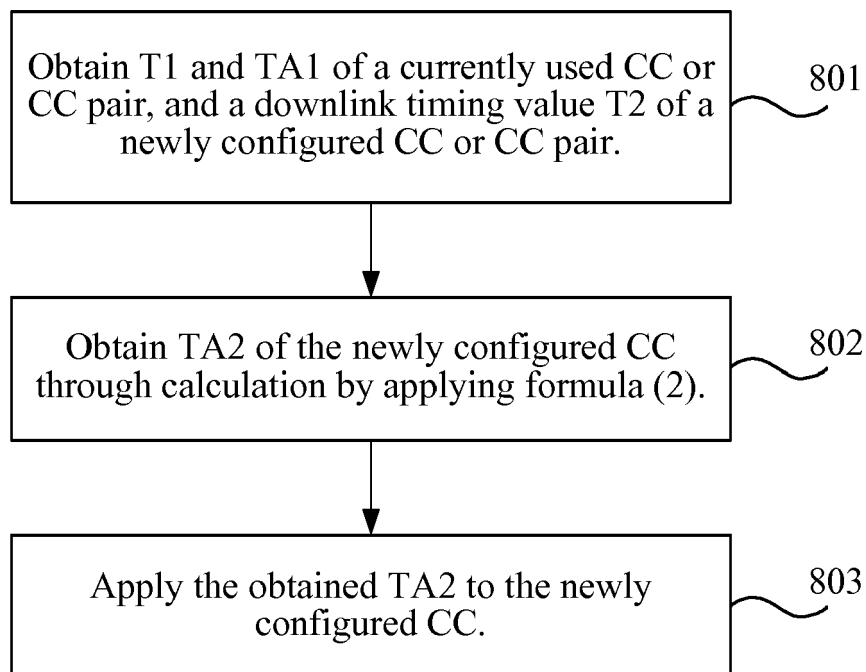 Obtain T1 and TA1 of a currently used CC or
CC pair, and a downlink timing value T2 of a
newly configured CC or CC pair.
801
Obtain TA2 of the newly configured CC
through calculation by applying formula (2).
802
Apply the obtained TA2 to the newly
configured CC.
803